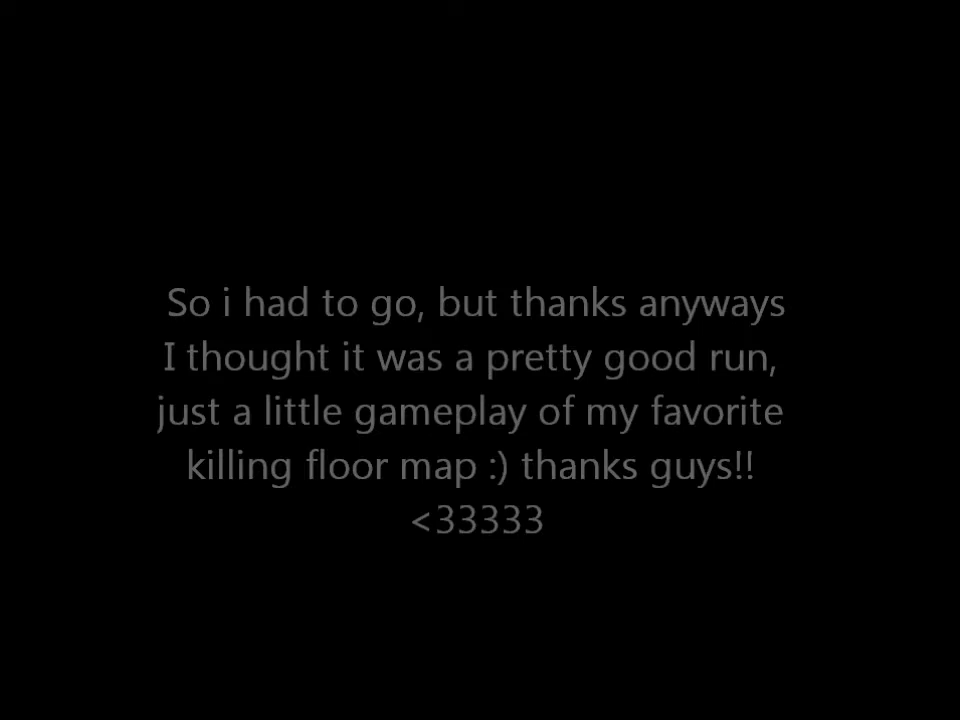 So i had to go, but thanks anyways
I thought it was a pretty good run,
just a little gameplay of my favorite
killing floor map :) thanks guys!!
<33333